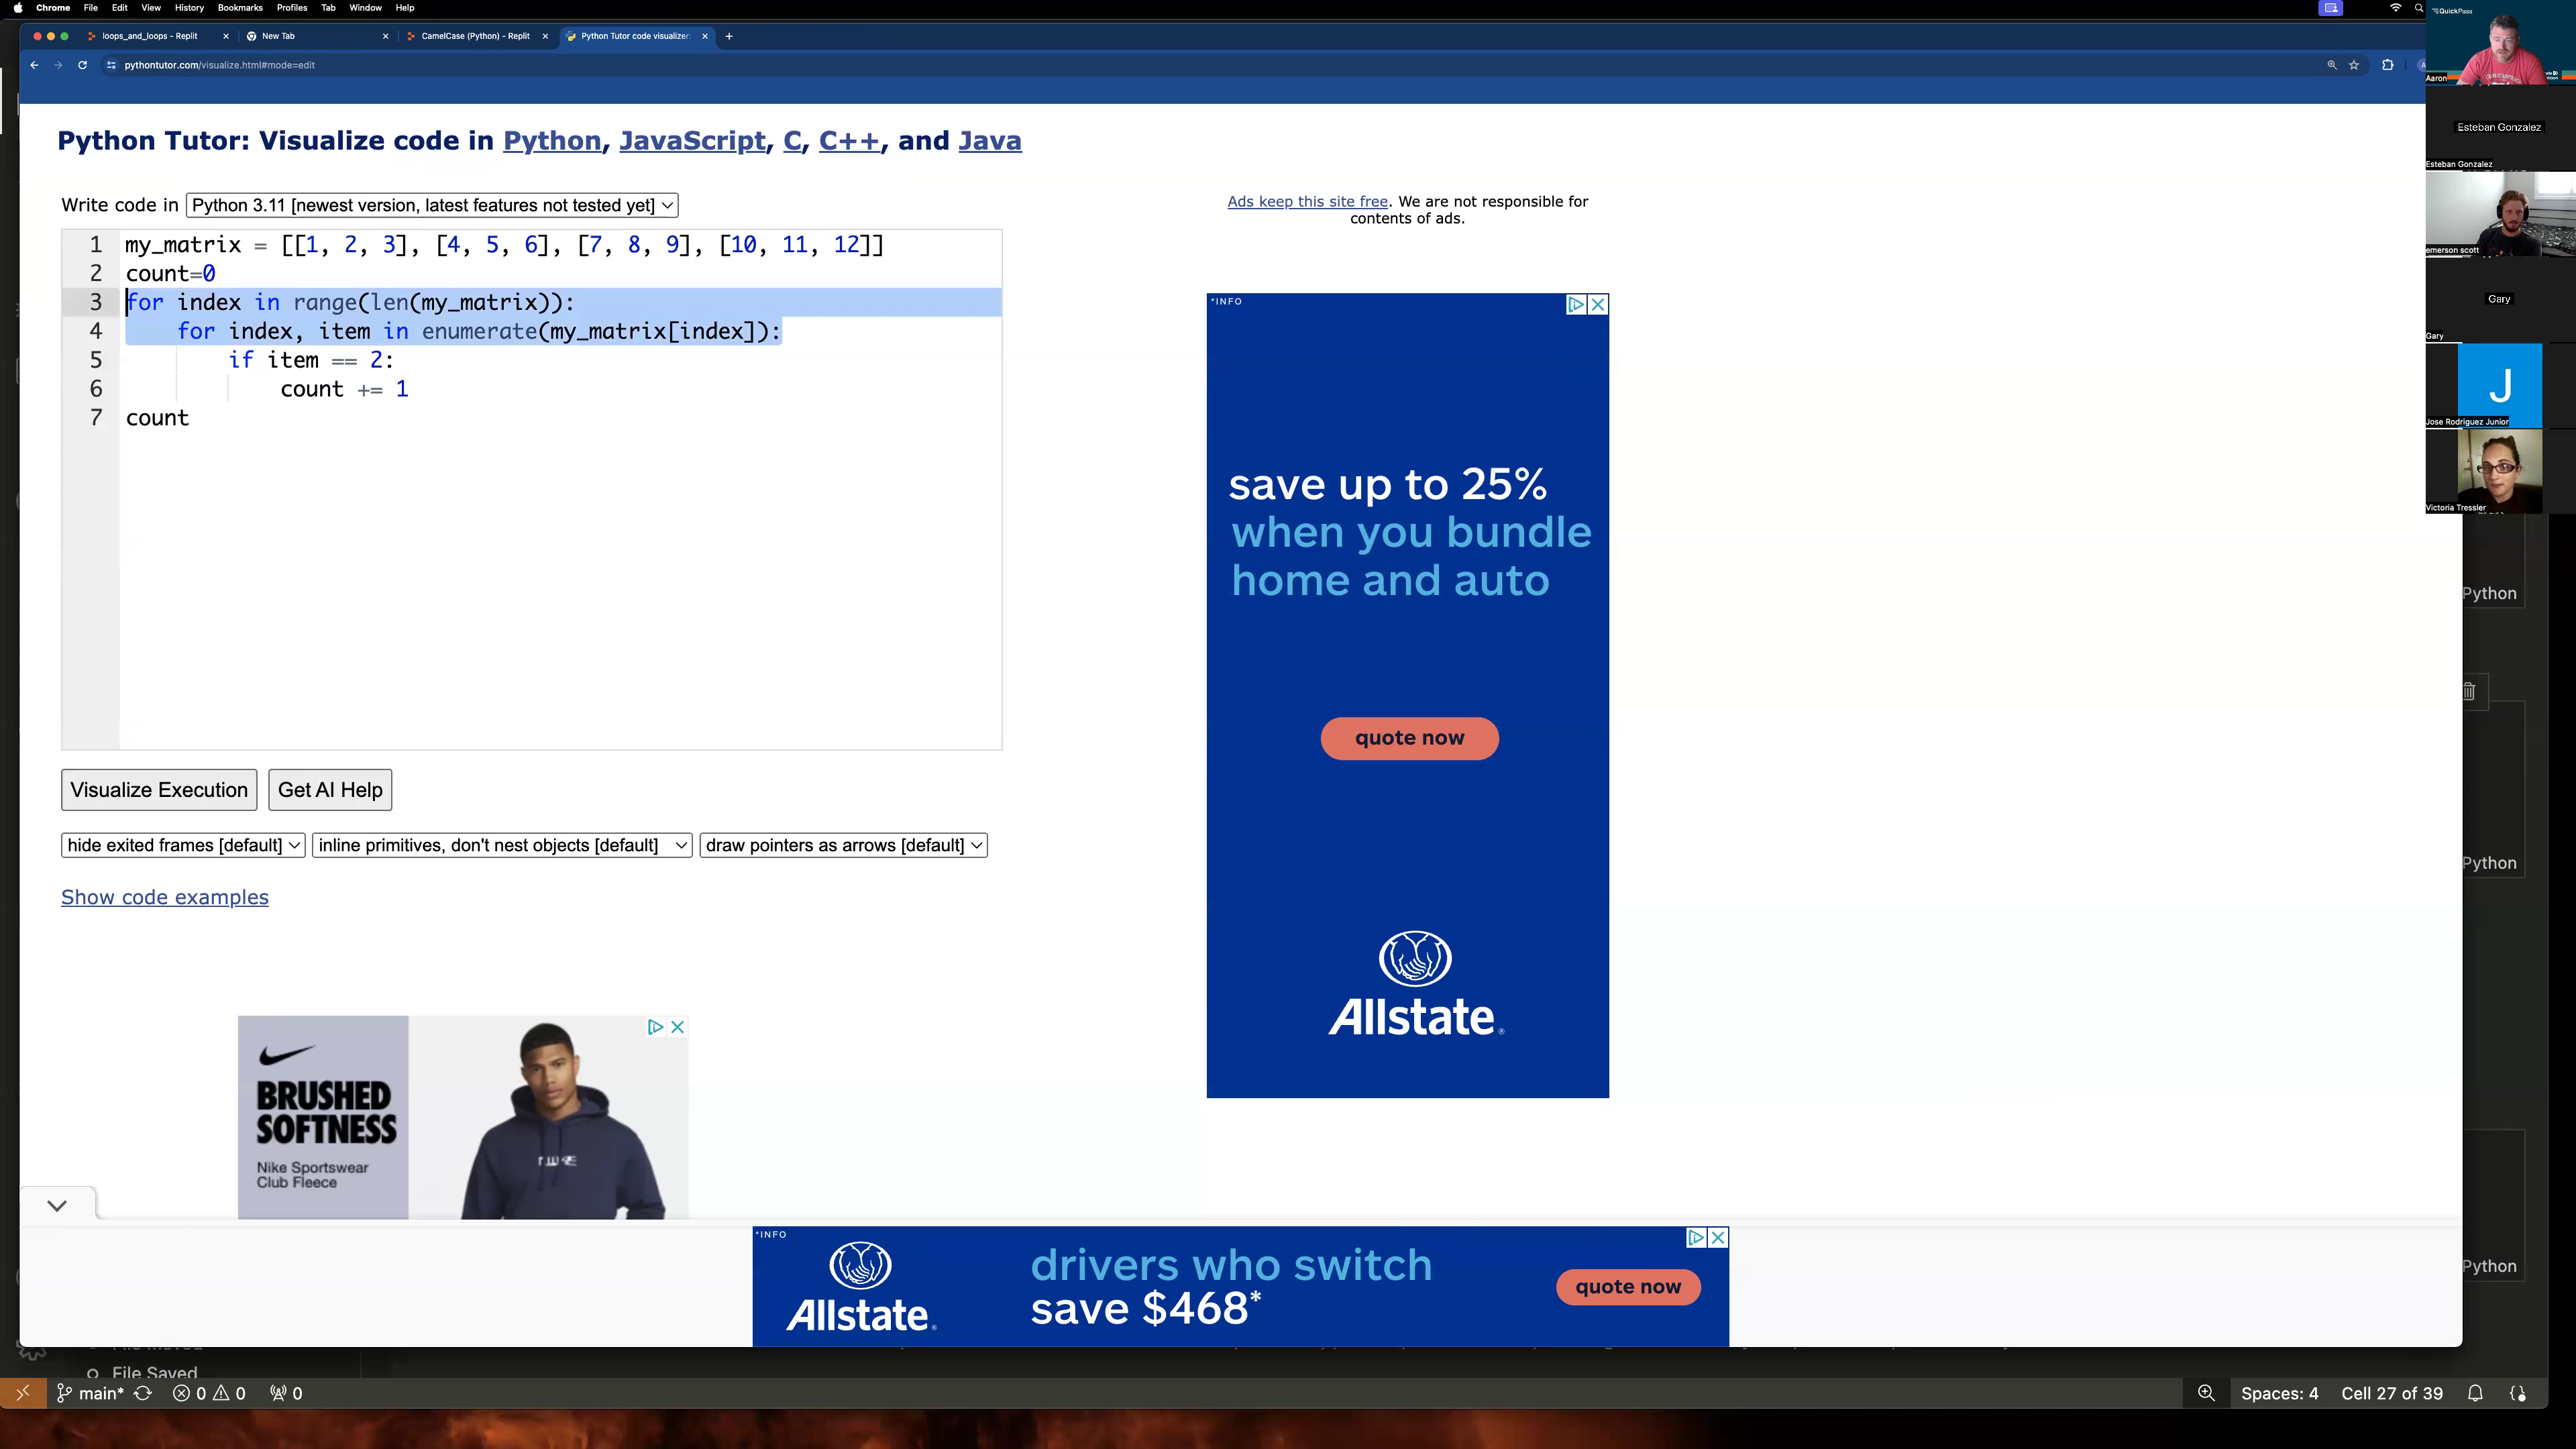 Chrome File Edit View History Bookmarks Profiles Tab Window Help
loops_and_loops - Replit
New Tab
CamelCase (Python) - Replit
Python Tutor code visualizer:
pythontutor.com/visualize.html#mode=edit
Python Tutor: Visualize code in Python, JavaScript, C, C++, and Java
Write code in Python 3.11 [newest version, latest features not tested yet]
1 my_matrix = [[1, 2, 3], [4, 5, 6], [7, 8, 9], [10, 11, 12]]
2 count=0
3 for index in range(len(my_matrix)):
4 for index, item in enumerate(my_matrix[index]):
5 if item == 2:
6 count += 1
7 count
Visualize Execution Get AI Help
hide exited frames [default] inline primitives, don't nest objects [default] draw pointers as arrows [default]
Show code examples
BRUSHED
SOFTNESS
Nike Sportswear
Club Fleece
Ads keep this site free. We are not responsible for
contents of ads.
*INFO
save up to 25%
when you bundle
home and auto
quote now
Allstate
*INFO
Allstate
drivers who switch
save $468*
quote now
QuickPass
Aaron
Esteban Gonzalez
Esteban Gonzalez
emerson scott
Gary
Gary
J
Jose Rodriguez Junior
Victoria Tressler
Python
Python
Python
File Saved
main* 0 0 0
Spaces: 4 Cell 27 of 39